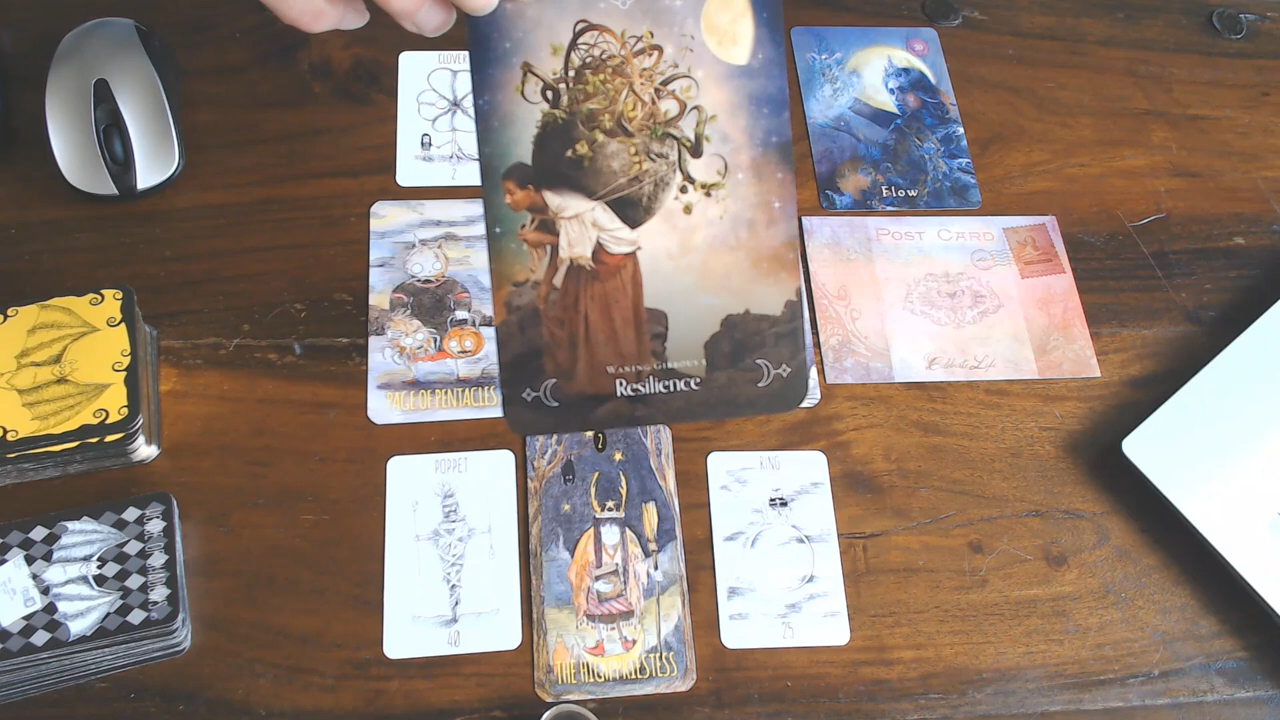 CLOVER
2
Flow
POST CARD
Celebrate Life
PAGE OF PENTACLES
WANING GIBBOUS
Resilience
POPPET
40
2
THE HIGH PRIESTESS
RING
25